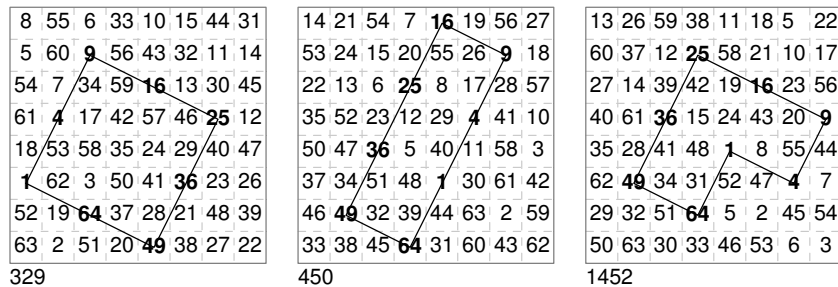 8 55 6 33 10 15 44 31
5 60 9 56 43 32 11 14
54 7 34 59 16 13 30 45
61 4 17 42 57 46 25 12
18 53 58 35 24 29 40 47
1 62 3 50 41 36 23 26
52 19 64 37 28 21 48 39
63 2 51 20 49 38 27 22
329
14 21 54 7 16 19 56 27
53 24 15 20 55 26 9 18
22 13 6 25 8 17 28 57
35 52 23 12 29 4 41 10
50 47 36 5 40 11 58 3
37 34 51 48 1 30 61 42
46 49 32 39 44 63 2 59
33 38 45 64 31 60 43 62
450
13 26 59 38 11 18 5 22
60 37 12 25 58 21 10 17
27 14 39 42 19 16 23 56
40 61 36 15 24 43 20 9
35 28 41 48 1 8 55 44
62 49 34 31 52 47 4 7
29 32 51 64 5 2 45 54
50 63 30 33 46 53 6 3
1452